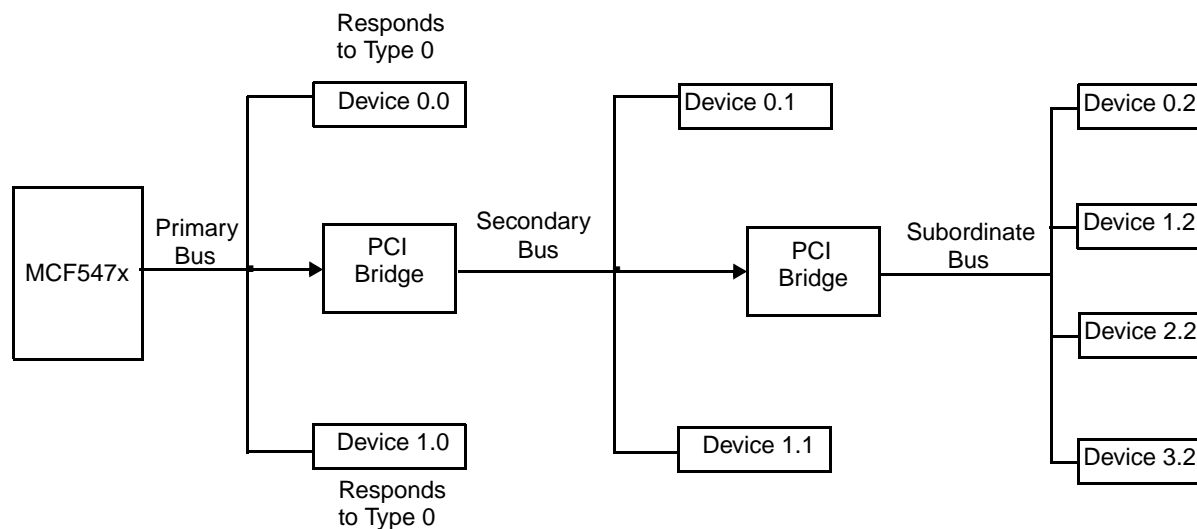 Responds
to Type 0
Device 0.0
Device 0.1
Device 0.2
MCF547x
Primary
Bus
PCI
Bridge
Secondary
Bus
PCI
Bridge
Subordinate
Bus
Device 1.2
Device 2.2
Device 1.0
Device 1.1
Device 3.2
Responds
to Type 0